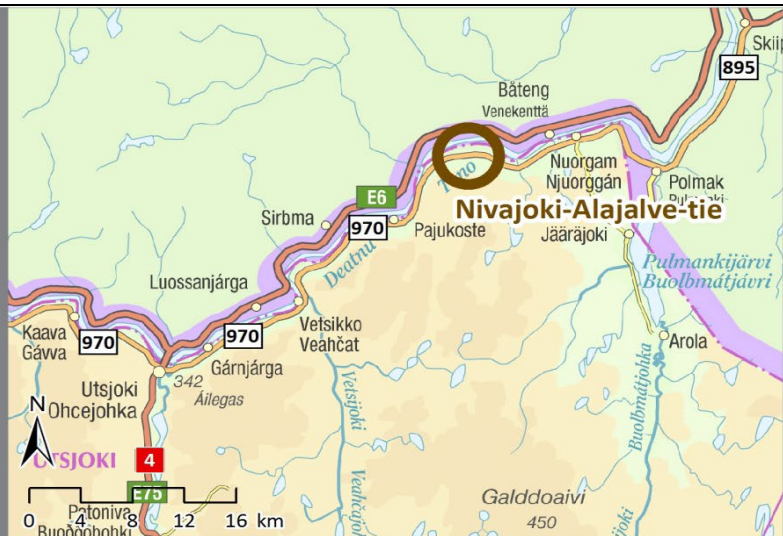 Skiip
895
Båteng
Venekenttä
Nuorgam
Njuorggán
Polmak
Teno
E6
Nivajoki-Alajalve-tie
Sirbma
970
Pajukoste
Jääräjoki
Deatnu
Pulmankijärvi
Buolbmátjávri
Luossanjárga
Kaava
Gávva
970
970
Vetsikko
Veahčat
Gárnjárga
Arola
Utsjoki
Ohcejohka
342
Áilegas
Vetsijoki
Buolbmátjohka
N
UTSJOKI
4
E75
Galddoaivi
450
0 4 8 12 16 km
Patoniva